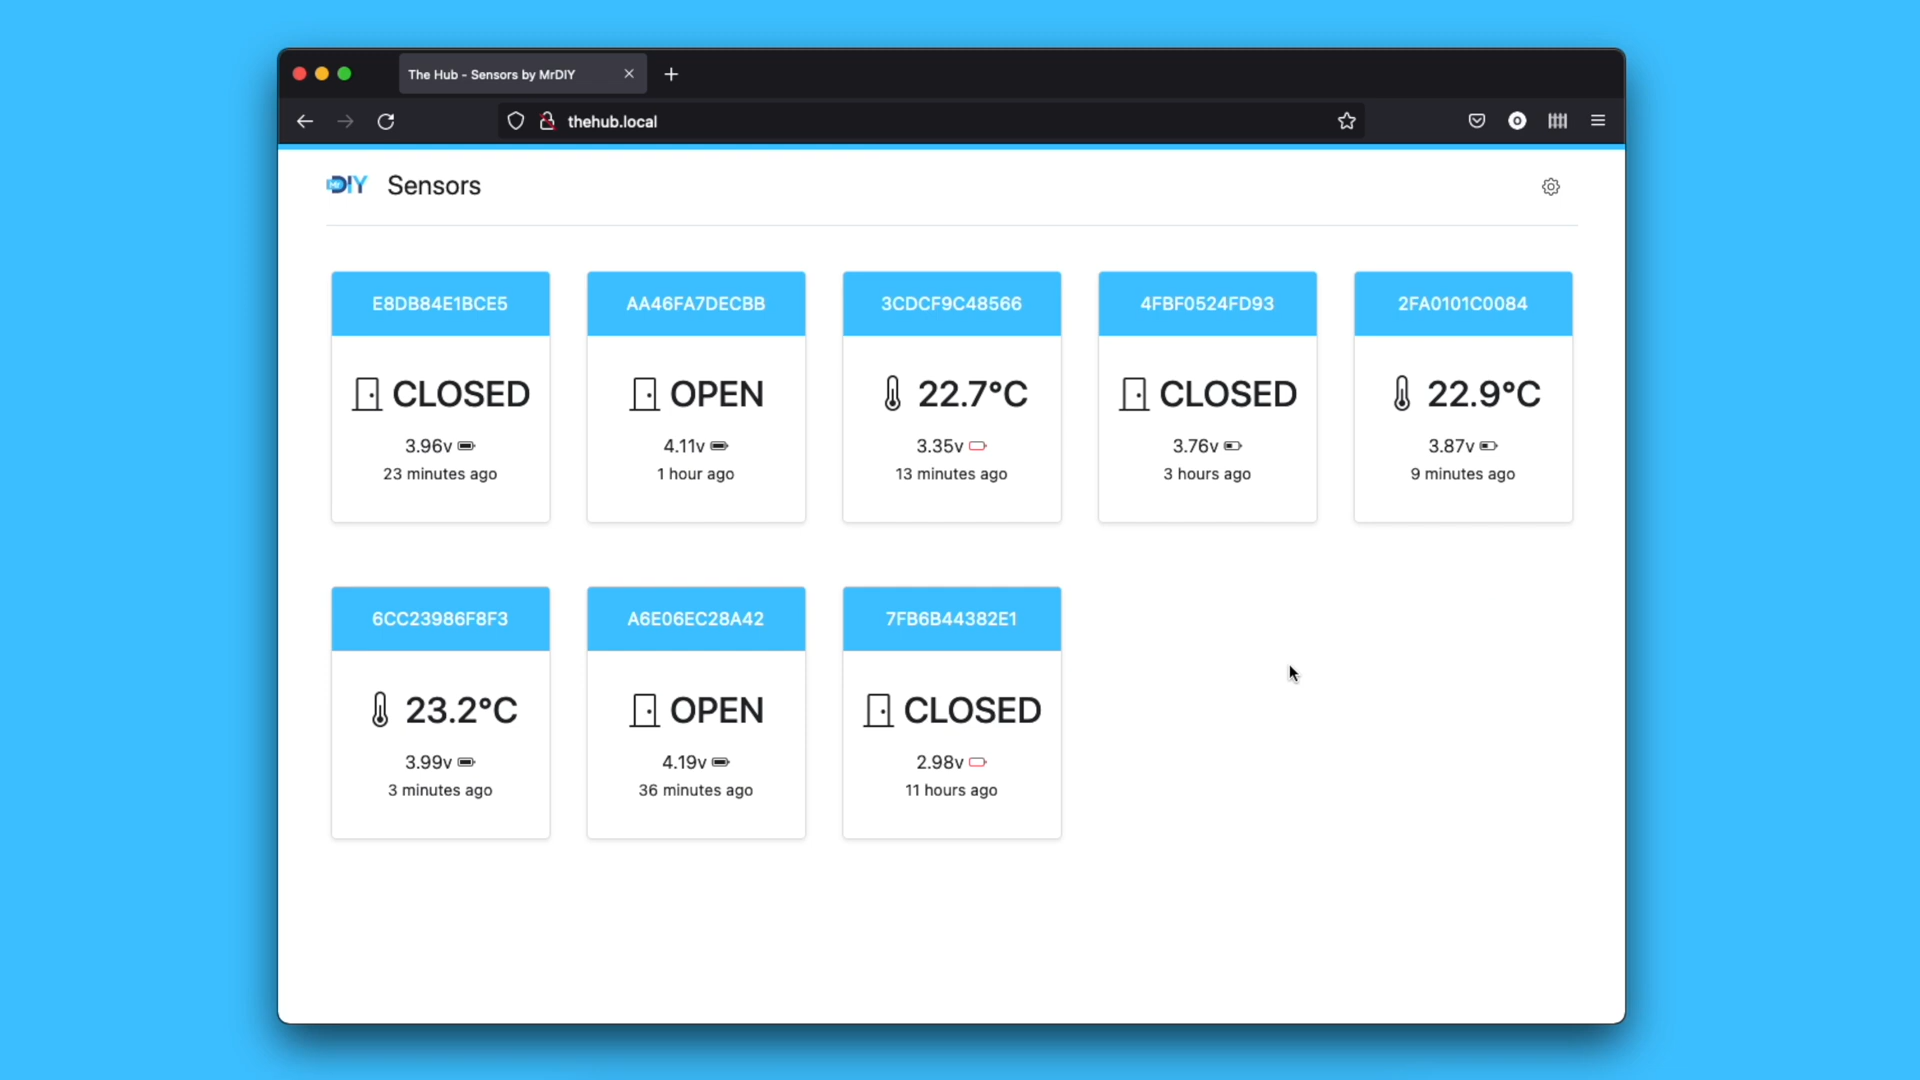 The Hub - Sensors by MrDIY
thehub.local
MrDIY Sensors
E8DB84E1BCE5
CLOSED
3.96v
23 minutes ago
AA46FA7DECBB
OPEN
4.11v
1 hour ago
3CDCF9C48566
22.7°C
3.35v
13 minutes ago
4FBF0524FD93
CLOSED
3.76v
3 hours ago
2FA0101C0084
22.9°C
3.87v
9 minutes ago
6CC23986F8F3
23.2°C
3.99v
3 minutes ago
A6E06EC28A42
OPEN
4.19v
36 minutes ago
7FB6B44382E1
CLOSED
2.98v
11 hours ago